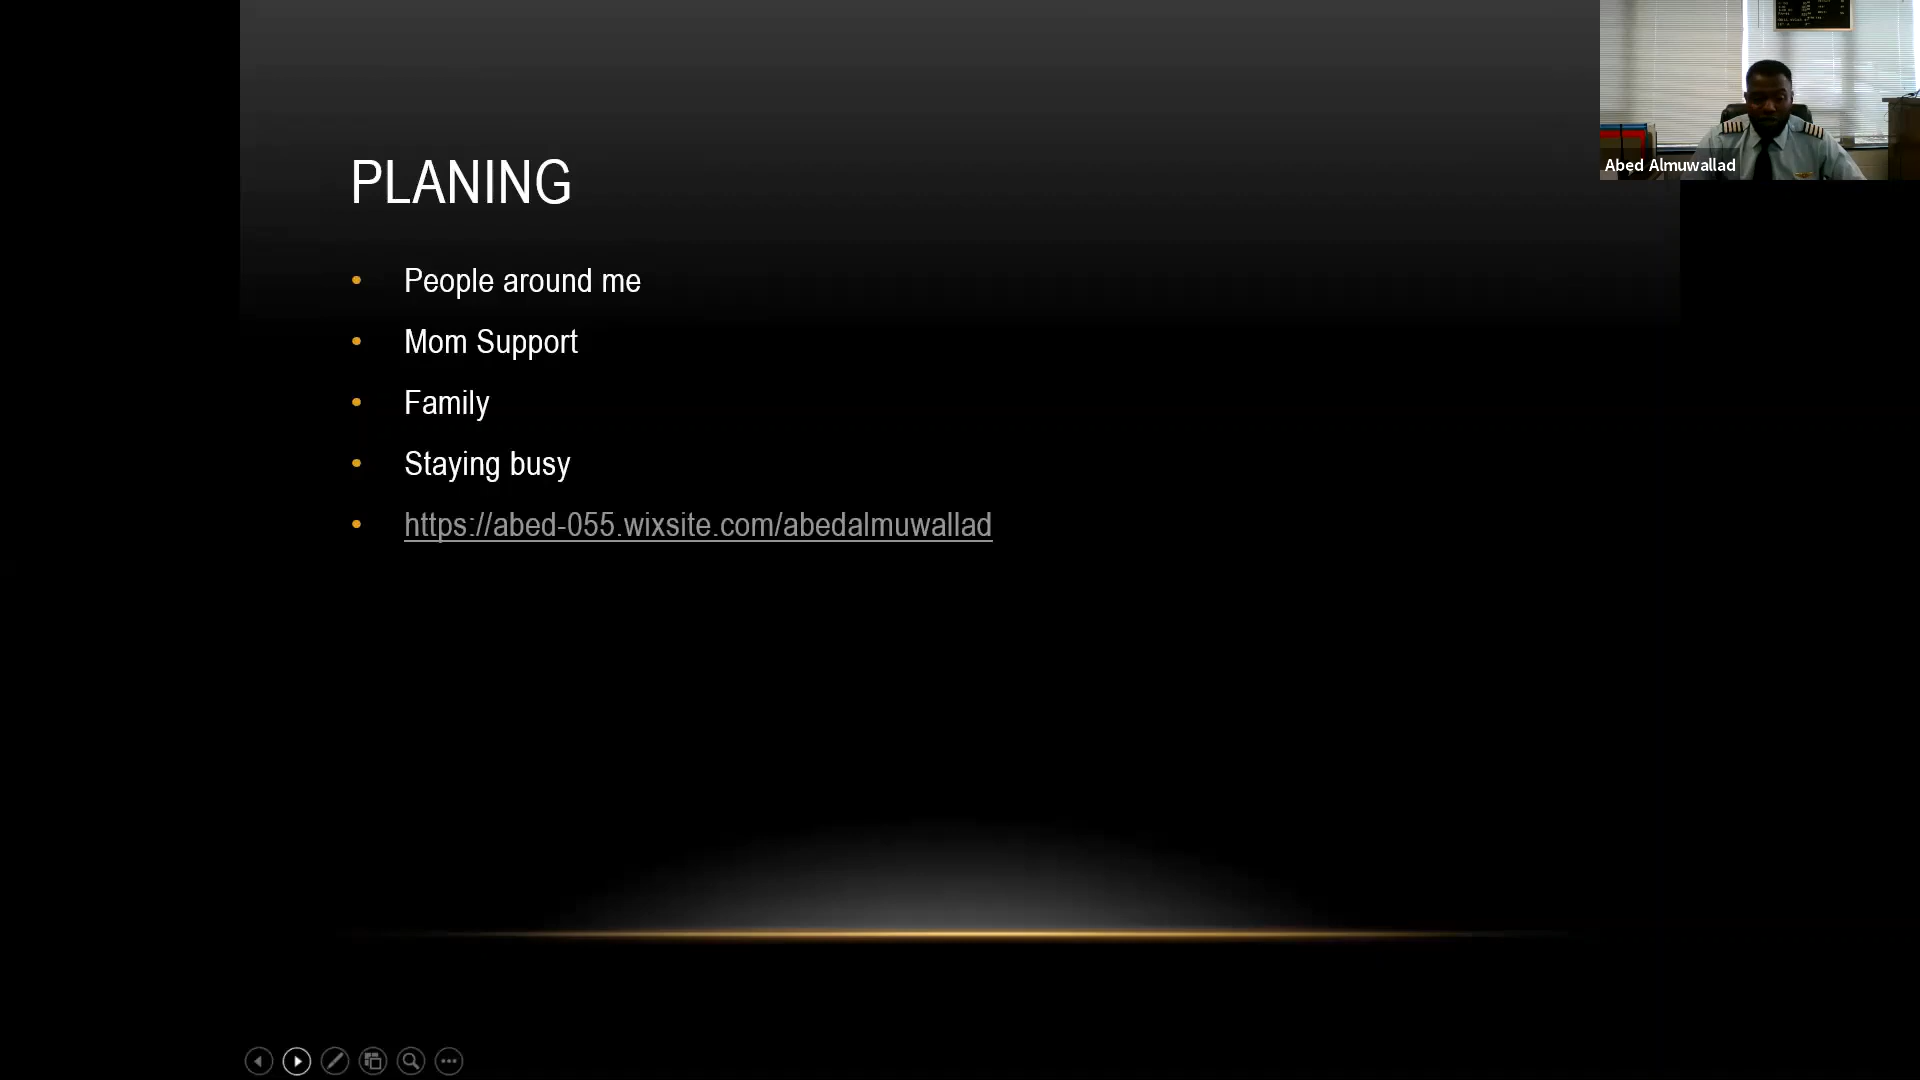 PLANING
People around me
Mom Support
Family
Staying busy
https://abed-055.wixsite.com/abedalmuwallad
Abed Almuwallad